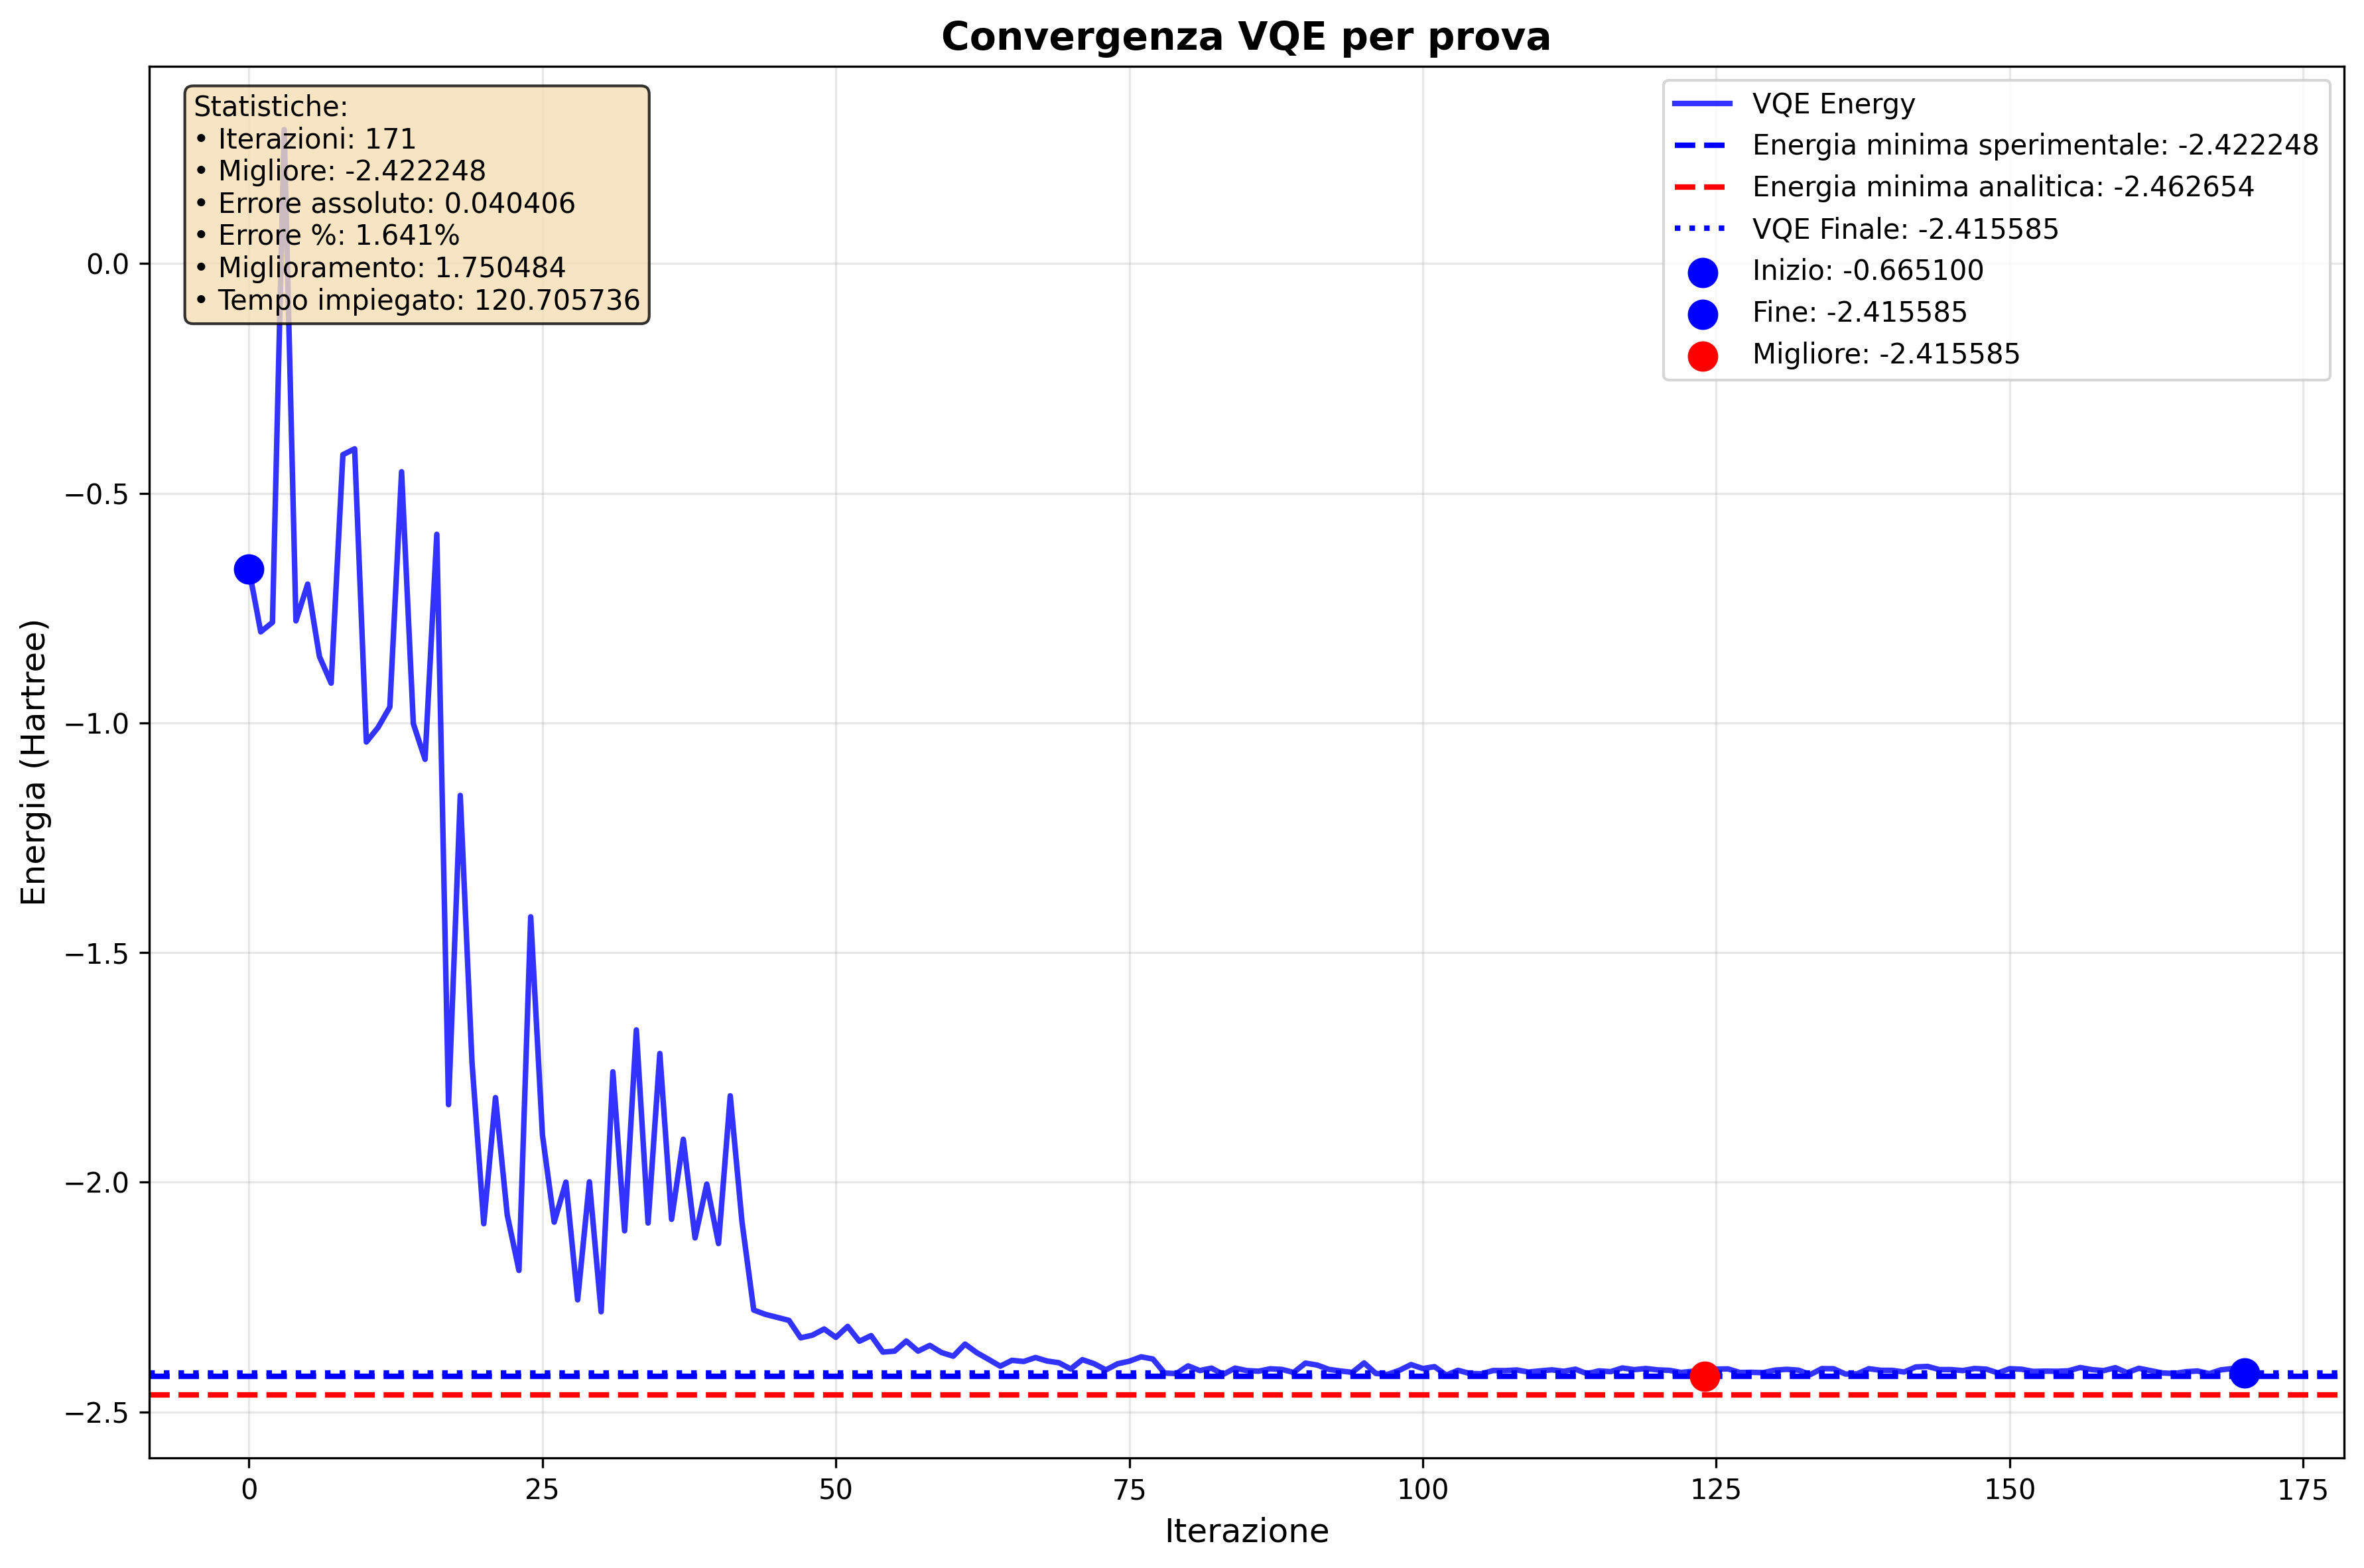 Convergenza VQE per prova
Statistiche:
• Iterazioni: 171
• Migliore: -2.422248
• Errore assoluto: 0.040406
• Errore %: 1.641%
• Miglioramento: 1.750484
• Tempo impiegato: 120.705736
VQE Energy
Energia minima sperimentale: -2.422248
Energia minima analitica: -2.462654
VQE Finale: -2.415585
Inizio: -0.665100
Fine: -2.415585
Migliore: -2.415585
Energia (Hartree)
0.0
−0.5
−1.0
−1.5
−2.0
−2.5
0 25 50 75 100 125 150 175
Iterazione